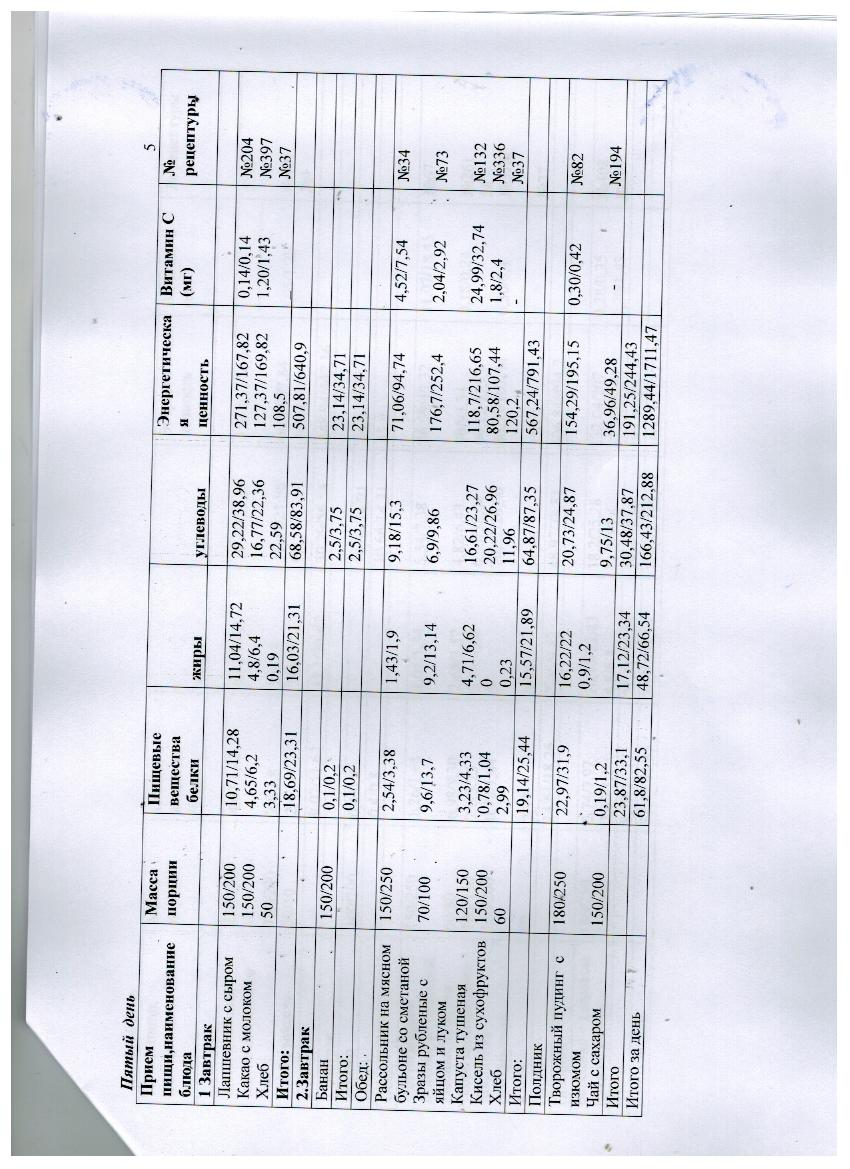 Пятый день
5
Прием пищи,наименование блюда | Масса порции | Пищевые вещества белки | жиры | углеводы | Энергетическа я ценность | Витамин С (мг) | № рецептуры
1 Завтрак
Лапшевник с сыром | 150/200 | 10,71/14,28 | 11,04/14,72 | 29,22/38,96 | 271,37/167,82 | 0,14/0,14 | №204
Какао с молоком | 150/200 | 4,65/6,2 | 4,8/6,4 | 16,77/22,36 | 127,37/169,82 | 1,20/1,43 | №397
Хлеб | 50 | 3,33 | 0,19 | 22,59 | 108,5 | №37
Итого: | 18,69/23,31 | 16,03/21,31 | 68,58/83,91 | 507,81/640,9
2.Завтрак
Банан | 150/200 | 0,1/0,2 | 2,5/3,75 | 23,14/34,71
Итого: | 0,1/0,2 | 2,5/3,75 | 23,14/34,71
Обед:
Рассольник на мясном
бульоне со сметаной | 150/250 | 2,54/3,38 | 1,43/1,9 | 9,18/15,3 | 71,06/94,74 | 4,52/7,54 | №34
Зразы рубленые с
яйцом и луком | 70/100 | 9,6/13,7 | 9,2/13,14 | 6,9/9,86 | 176,7/252,4 | 2,04/2,92 | №73
Капуста тушеная | 120/150 | 3,23/4,33 | 4,71/6,62 | 16,61/23,27 | 118,7/216,65 | 24,99/32,74 | №132
Кисель из сухофруктов | 150/200 | 0,78/1,04 | 0 | 20,22/26,96 | 80,58/107,44 | 1,8/2,4 | №336
Хлеб | 60 | 2,99 | 0,23 | 11,96 | 120,2 | - | №37
Итого: | 19,14/25,44 | 15,57/21,89 | 64,87/87,35 | 567,24/791,43
Полдник
Творожный пудинг с
изюмом | 180/250 | 22,97/31,9 | 16,22/22 | 20,73/24,87 | 154,29/195,15 | 0,30/0,42 | №82
Чай с сахаром | 150/200 | 0,19/1,2 | 0,9/1,2 | 9,75/13 | 36,96/49,28 | - | №194
Итого | 23,87/33,1 | 17,12/23,34 | 30,48/37,87 | 191,25/244,43
Итого за день | 61,8/82,55 | 48,72/66,54 | 166,43/212,88 | 1289,44/1711,47